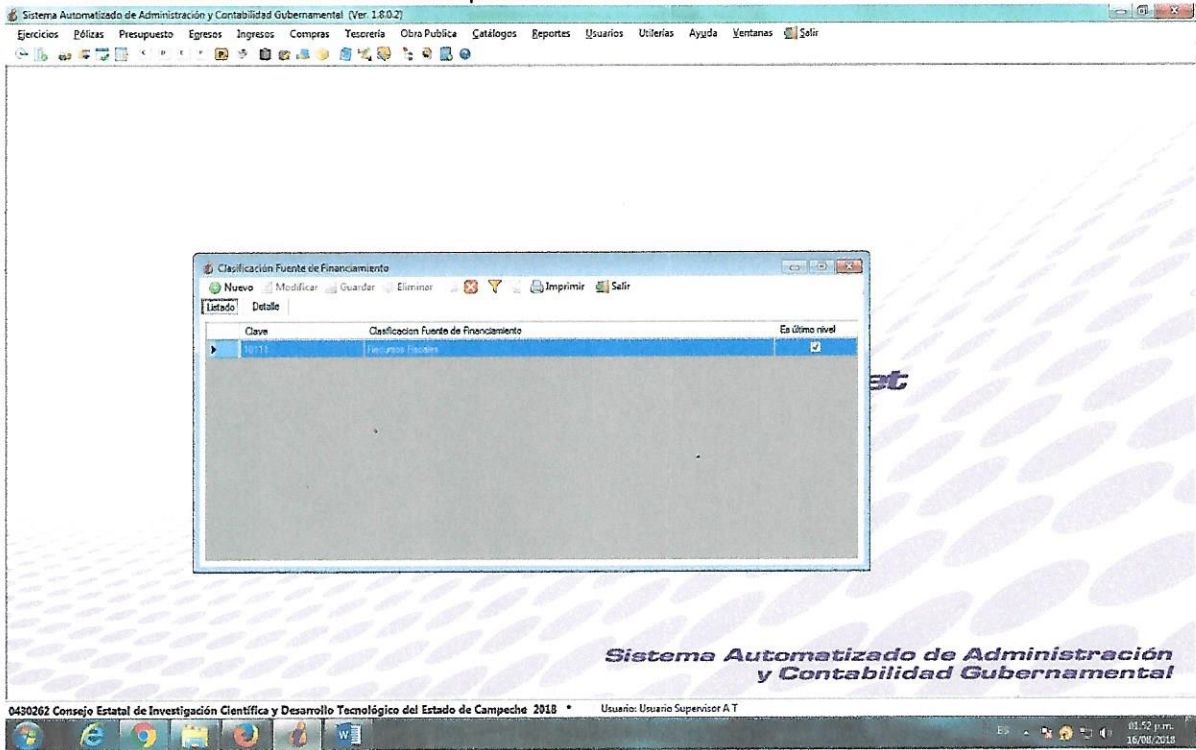 Sistema Automatizado de Administración y Contabilidad Gubernamental (Ver. 1.8.0.2)
Ejercicios Pólizas Presupuesto Egresos Ingresos Compras Tesorería Obra Publica Catálogos Reportes Usuarios Utilerías Ayuda Ventanas Salir
Clasificación Fuente de Financiamiento
Nuevo Modificar Guardar Eliminar Imprimir Salir
Listado Detalle
Clave Clasificacion Fuente de Financiamiento Es último nivel
Recursos Fiscales
et
Sistema Automatizado de Administración
y Contabilidad Gubernamental
0430262 Consejo Estatal de Investigación Científica y Desarrollo Tecnológico del Estado de Campeche 2018 * Usuario: Usuario Supervisor A T
ES 01:52 p.m.
16/08/2018